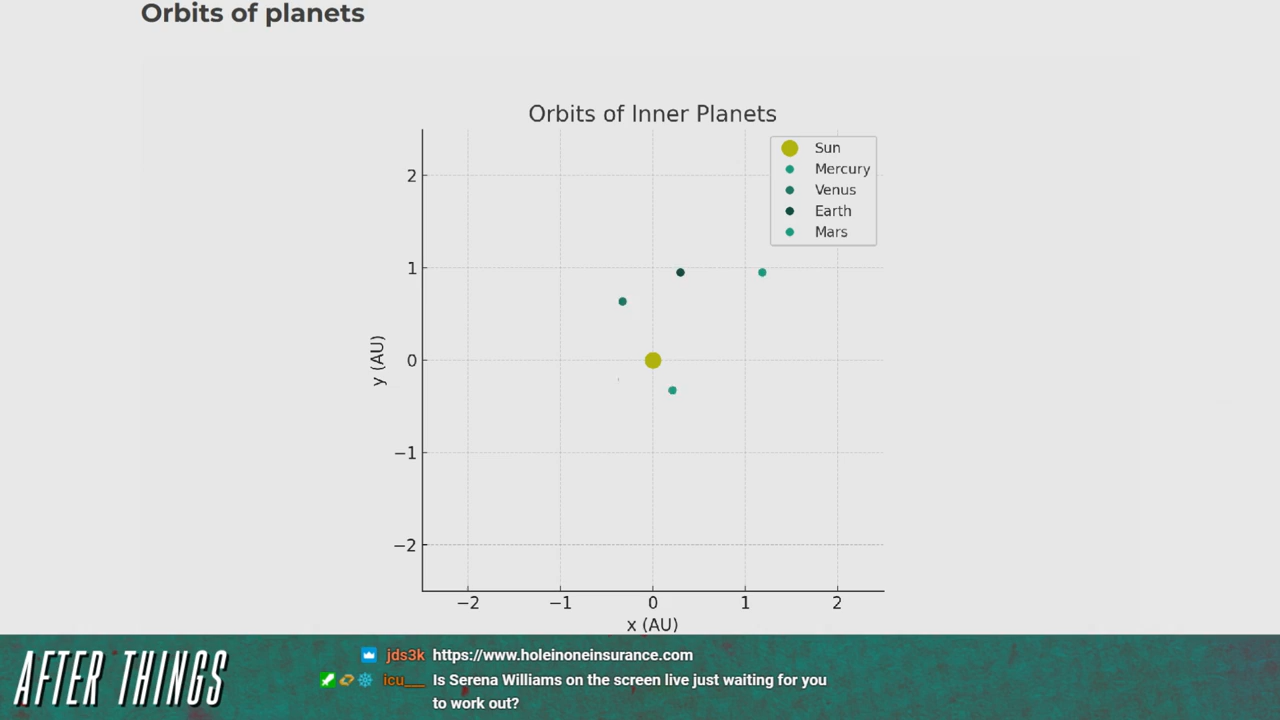 Orbits of planets
Orbits of Inner Planets
Sun
Mercury
Venus
Earth
Mars
y (AU)
2
1
0
−1
−2
−2 −1 0 1 2
x (AU)
AFTER THINGS
jds3k https://www.holeinoneinsurance.com
icu___ Is Serena Williams on the screen live just waiting for you
to work out?